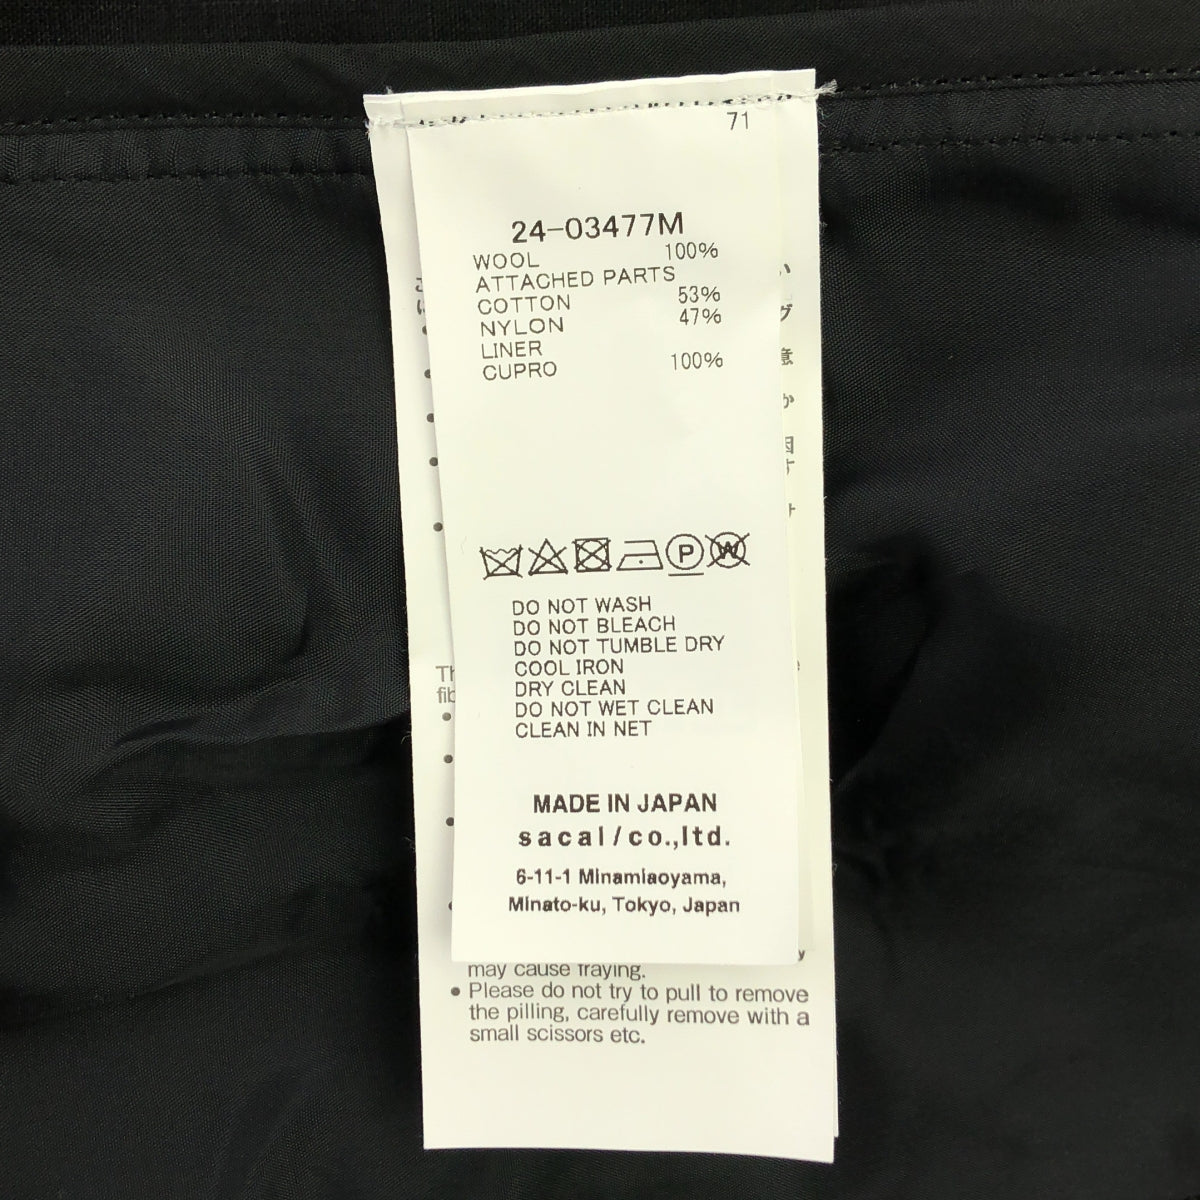 71
24-03477M
WOOL 100%
ATTACHED PARTS
COTTON 53%
NYLON 47%
LINER
CUPRO 100%
P W
DO NOT WASH
DO NOT BLEACH
DO NOT TUMBLE DRY
COOL IRON
DRY CLEAN
DO NOT WET CLEAN
CLEAN IN NET
MADE IN JAPAN
sacai/co.,ltd.
6-11-1 Minamiaoyama,
Minato-ku, Tokyo, Japan
may cause fraying.
• Please do not try to pull to remove
the pilling, carefully remove with a
small scissors etc.